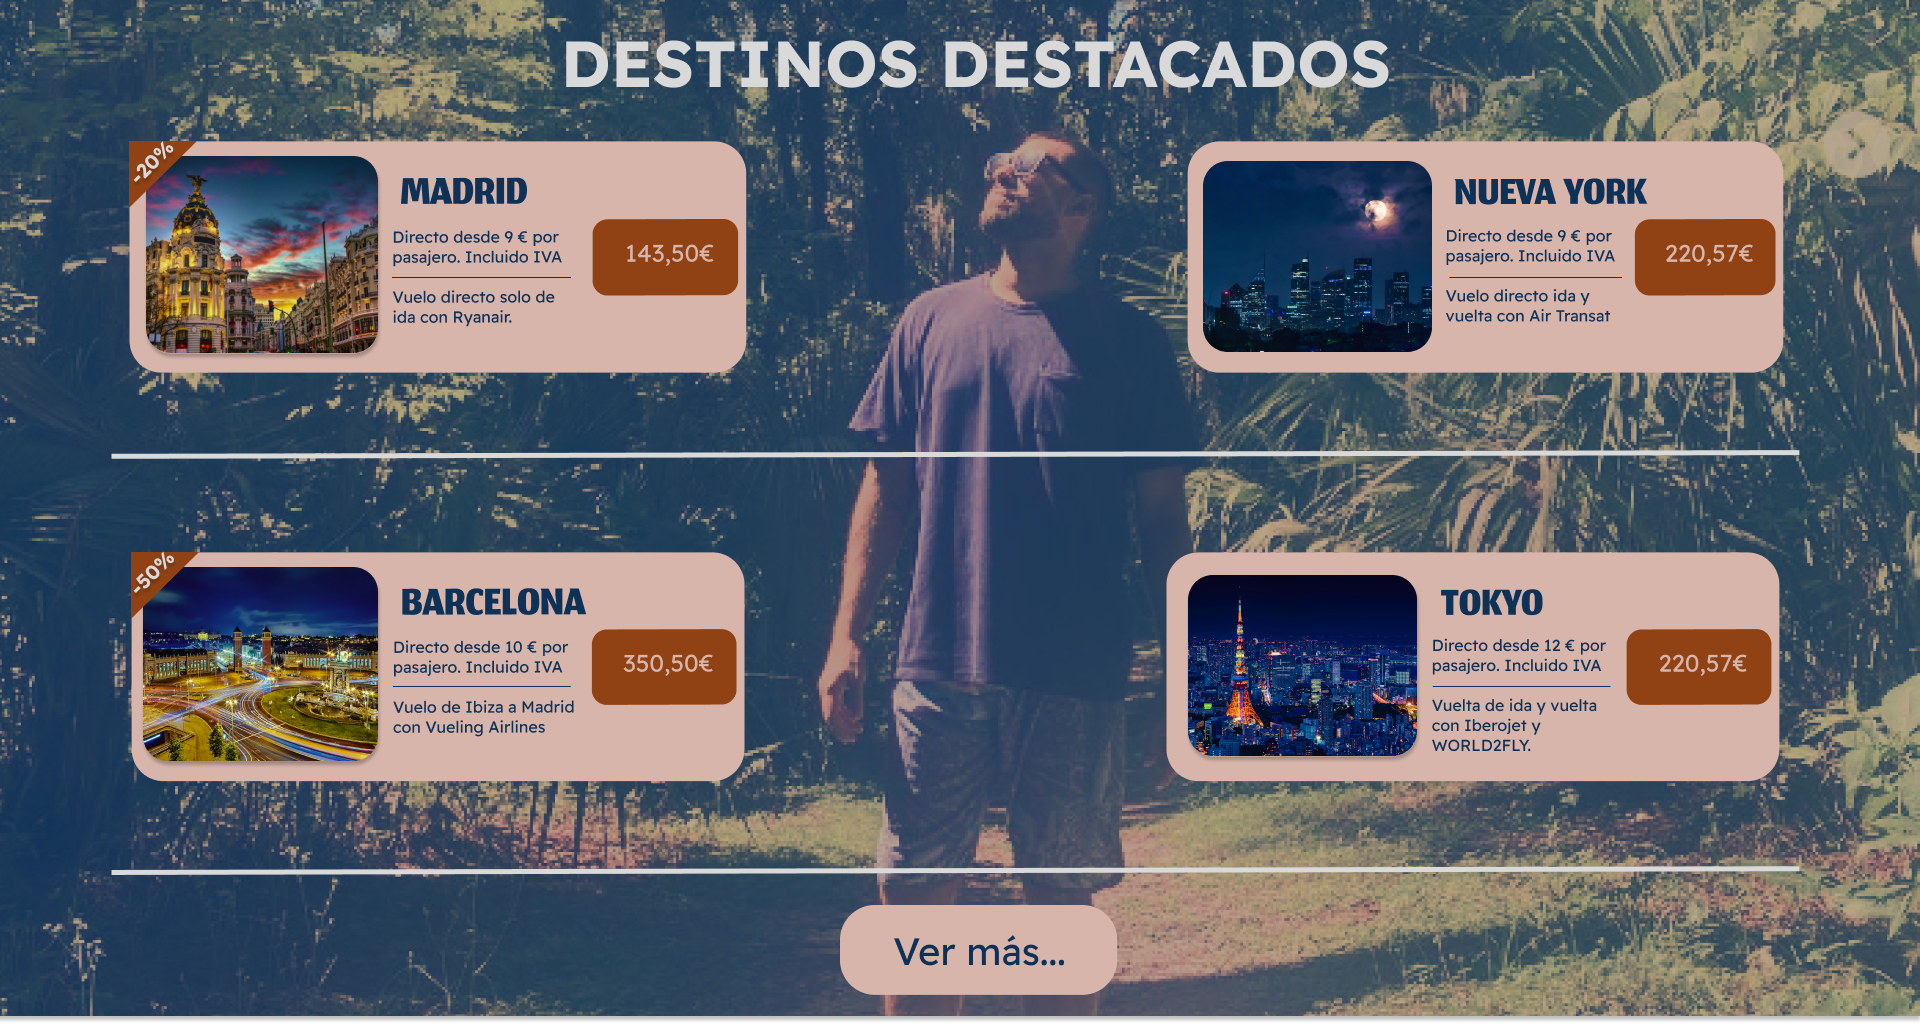 DESTINOS DESTACADOS
-20%
MADRID
Directo desde 9 € por
pasajero. Incluido IVA
Vuelo directo solo de
ida con Ryanair.
143,50€
NUEVA YORK
Directo desde 9 € por
pasajero. Incluido IVA
Vuelo directo ida y
vuelta con Air Transat
220,57€
-50%
BARCELONA
Directo desde 10 € por
pasajero. Incluido IVA
Vuelo de Ibiza a Madrid
con Vueling Airlines
350,50€
TOKYO
Directo desde 12 € por
pasajero. Incluido IVA
Vuelta de ida y vuelta
con Iberojet y
WORLD2FLY.
220,57€
Ver más...